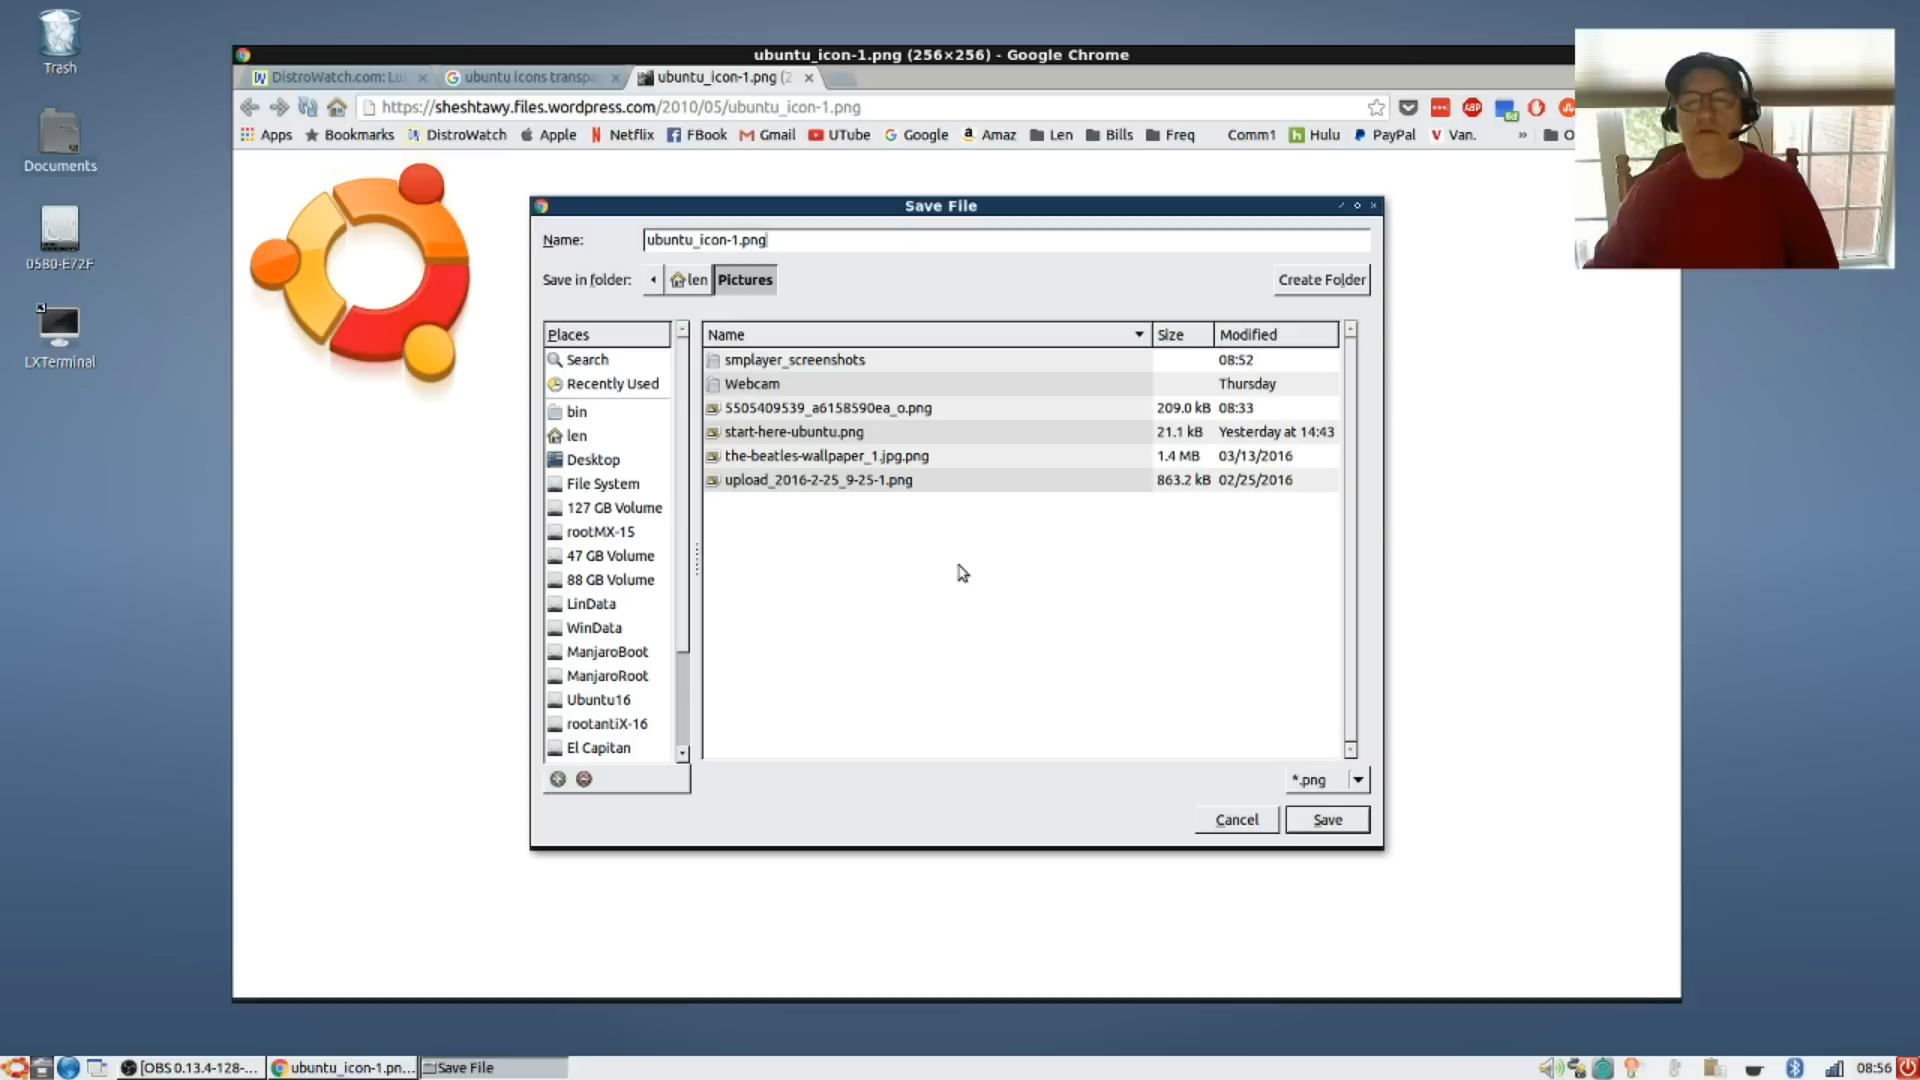 Trash
Documents
0580-E72F
LXTerminal
ubuntu_icon-1.png (256×256) - Google Chrome
DistroWatch.com: Lu
ubuntu icons transpa
ubuntu_icon-1.png (2
https://sheshtawy.files.wordpress.com/2010/05/ubuntu_icon-1.png
ABP
Apps Bookmarks DistroWatch Apple Netflix FBook Gmail UTube Google Amaz Len Bills Freq Comm1 Hulu PayPal Van. » O
Save File
Name: ubuntu_icon-1.png
Save in folder: len Pictures Create Folder
Places
Search
Recently Used
bin
len
Desktop
File System
127 GB Volume
rootMX-15
47 GB Volume
88 GB Volume
LinData
WinData
ManjaroBoot
ManjaroRoot
Ubuntu16
rootantiX-16
El Capitan
Name Size Modified
smplayer_screenshots 08:52
Webcam Thursday
5505409539_a6158590ea_o.png 209.0 kB 08:33
start-here-ubuntu.png 21.1 kB Yesterday at 14:43
the-beatles-wallpaper_1.jpg.png 1.4 MB 03/13/2016
upload_2016-2-25_9-25-1.png 863.2 kB 02/25/2016
*.png
Cancel Save
[OBS 0.13.4-128-... ubuntu_icon-1.pn... Save File 08:56